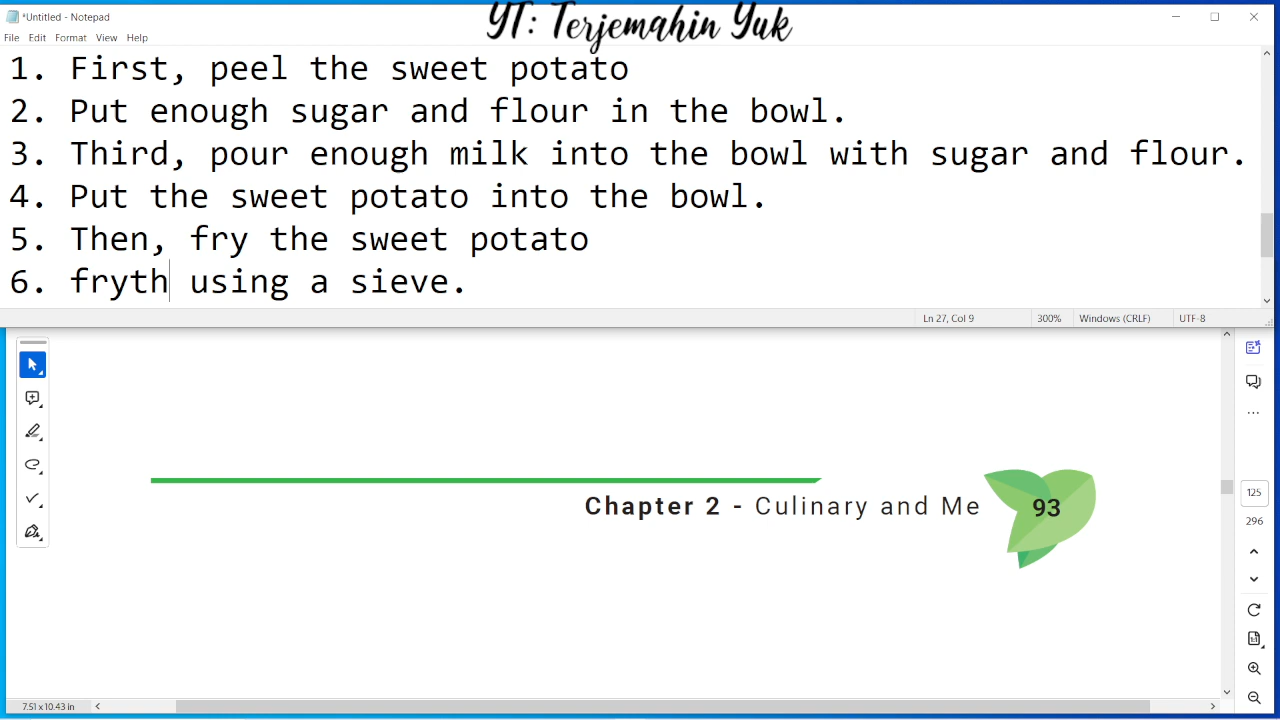 *Untitled - Notepad
YT: Terjemahin Yuk
File Edit Format View Help
1. First, peel the sweet potato
2. Put enough sugar and flour in the bowl.
3. Third, pour enough milk into the bowl with sugar and flour.
4. Put the sweet potato into the bowl.
5. Then, fry the sweet potato
6. fryth using a sieve.
Ln 27, Col 9 300% Windows (CRLF) UTF-8
Chapter 2 - Culinary and Me 93
125
296
7.51 x 10.43 in